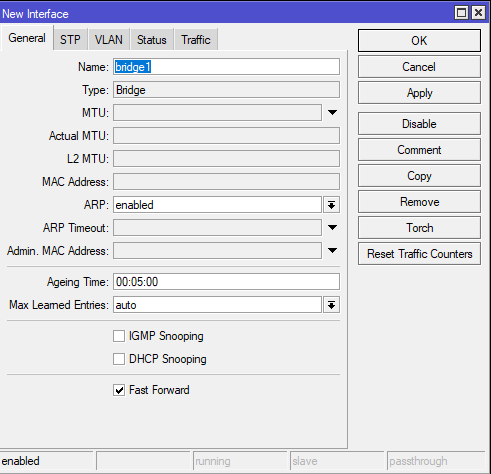 New Interface
General STP VLAN Status Traffic
OK
Name: bridge1
Cancel
Type: Bridge
Apply
MTU:
Disable
Actual MTU:
Comment
L2 MTU:
Copy
MAC Address:
Remove
ARP: enabled
Torch
ARP Timeout:
Reset Traffic Counters
Admin. MAC Address:
Ageing Time: 00:05:00
Max Learned Entries: auto
IGMP Snooping
DHCP Snooping
Fast Forward
enabled running slave passthrough